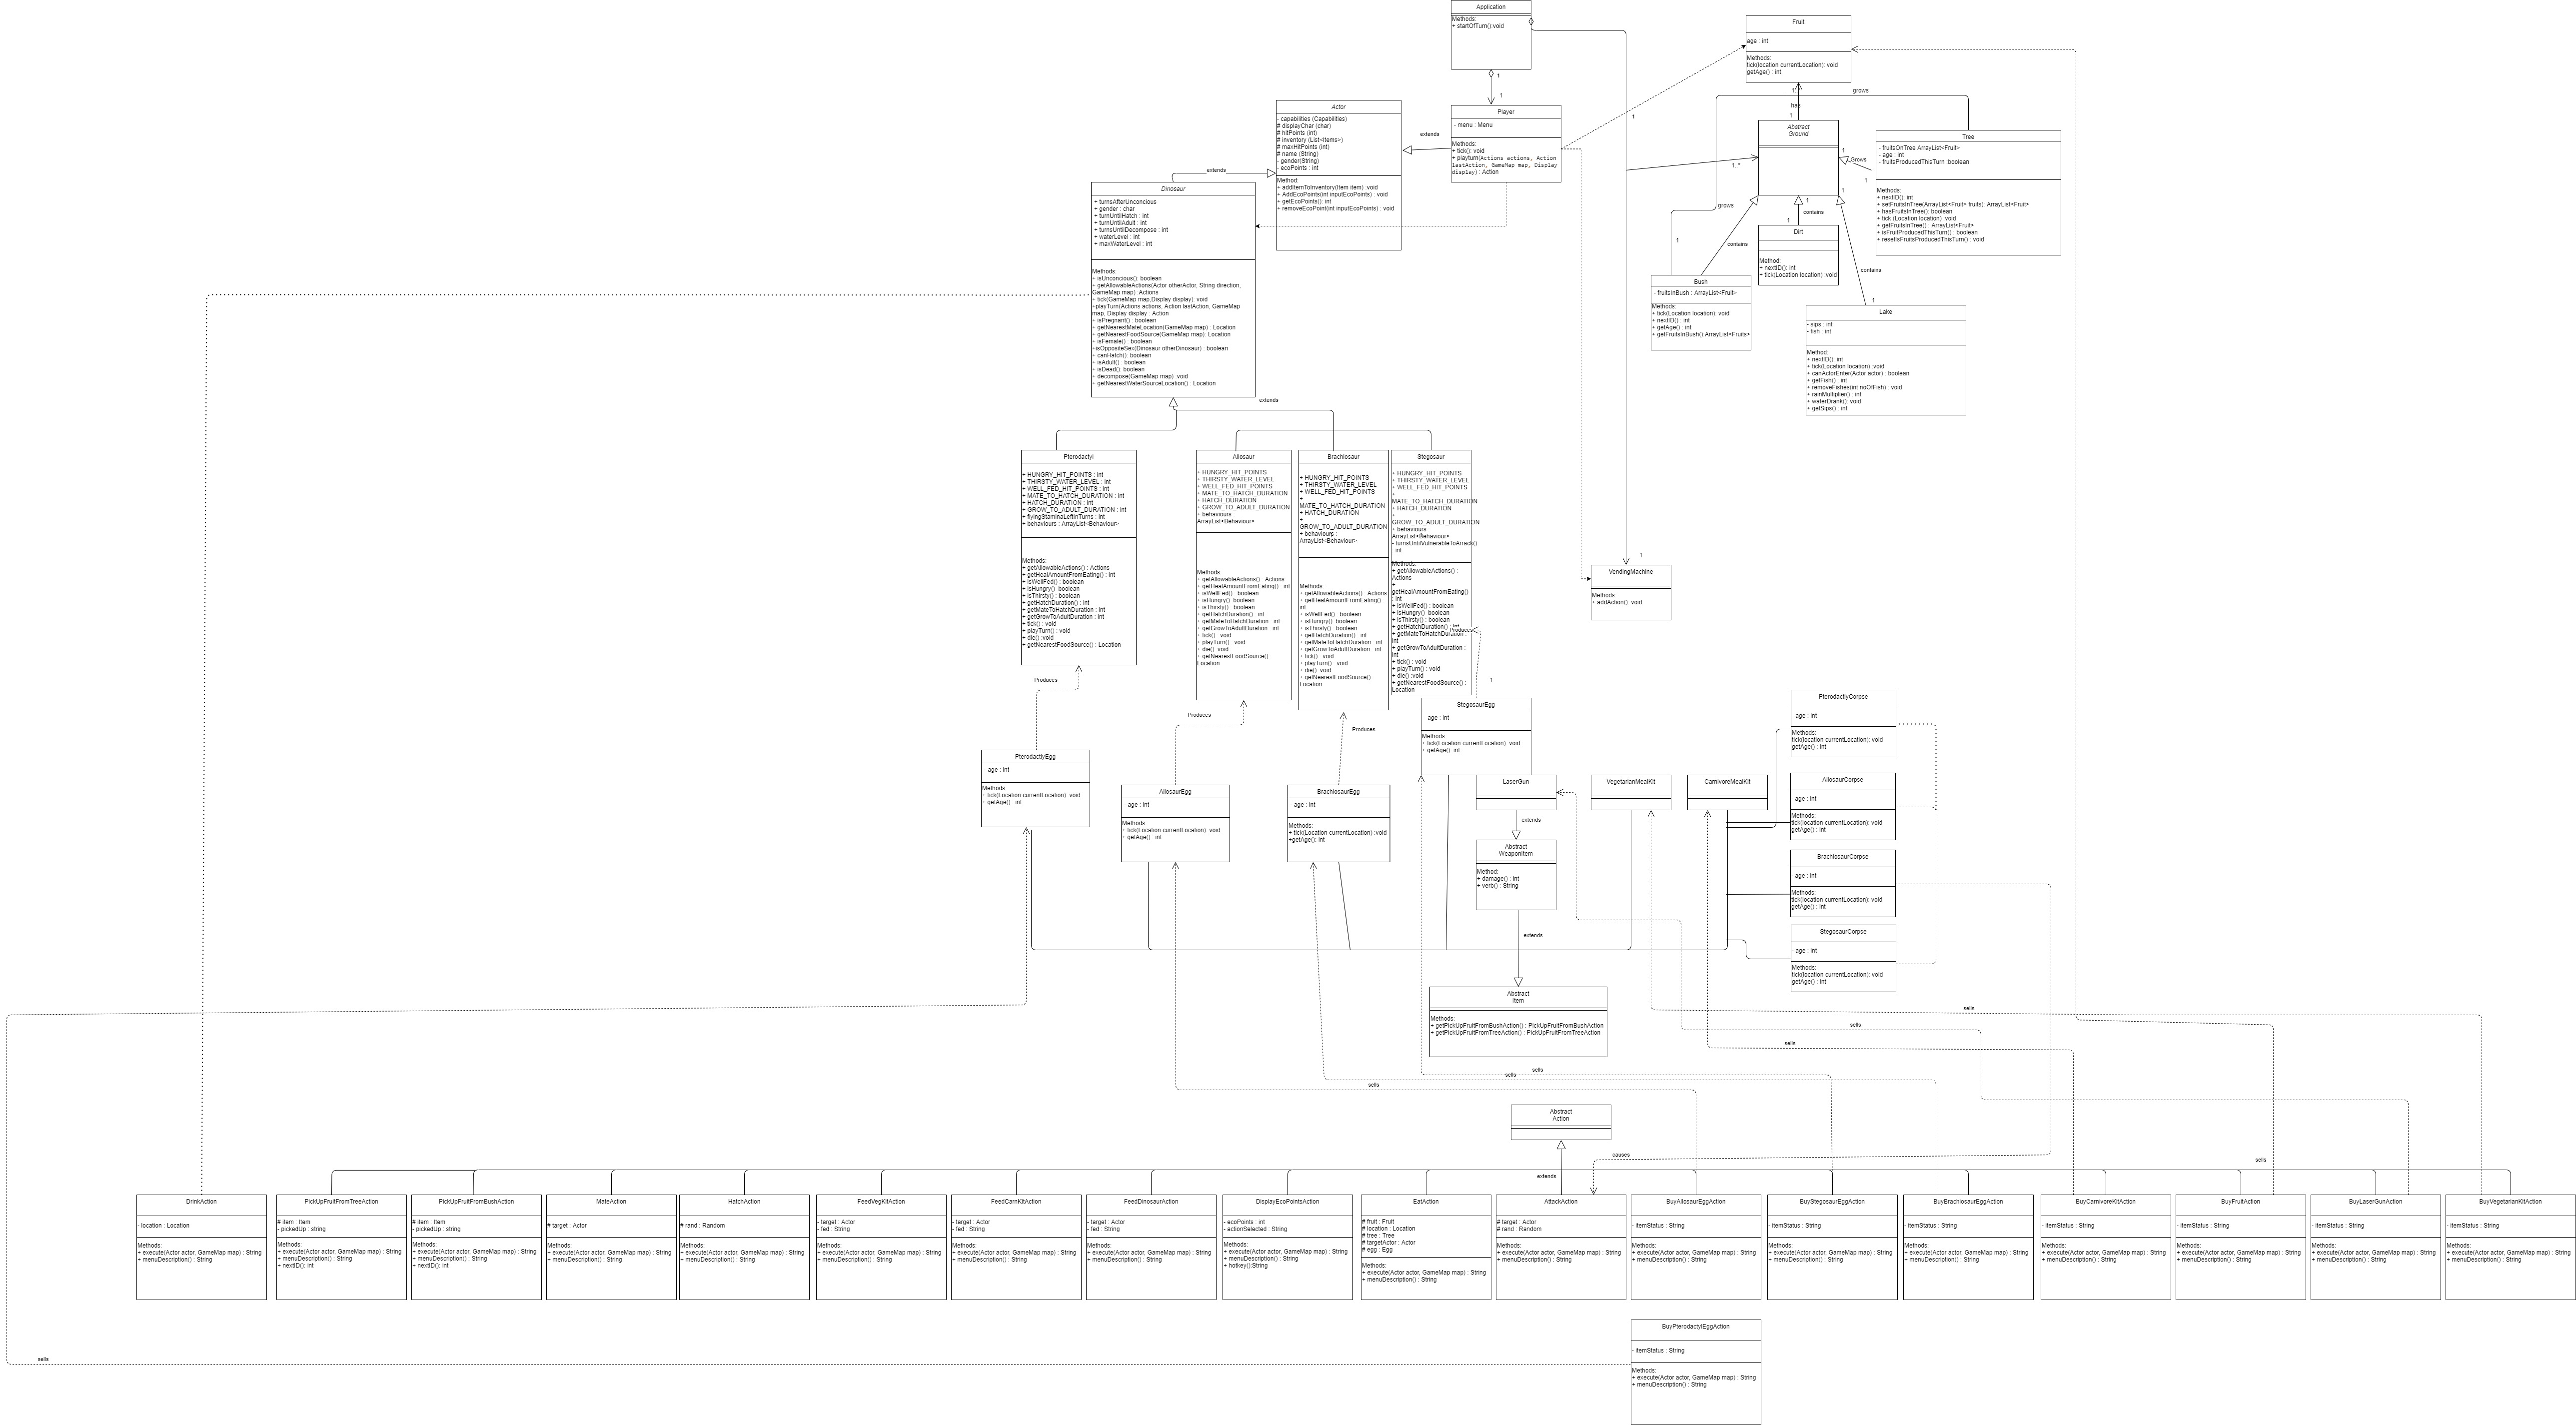 Application
Methods:
+ startOfTurn():void
1
1
Fruit
age : int
Methods:
tick(location currentLocation): void
getAge() : int
1
has
1
grows
Actor
- capabilities (Capabilities)
# displayChar (char)
# hitPoints (int)
# inventory (List<Items>)
# maxHitPoints (int)
# name (String)
- gender(String)
- ecoPoints : int
Method:
+ addItemToInventory(Item item) :void
+ AddEcoPoints(int inputEcoPoints) : void
+ getEcoPoints(): int
+ removeEcoPoint(int inputEcoPoints) : void
extends
Player
- menu : Menu
Methods:
+ tick(): void
+ playturn(Actions actions, Action
lastAction, GameMap map, Display
display) : Action
1
1..*
Abstract
Ground
1
Grows
1
1
Tree
- fruitsOnTree ArrayList<Fruit>
- age : int
- fruitsProducedThisTurn :boolean
Methods:
+ nextID(): int
+ setFruitsInTree(ArrayList<Fruit> fruits): ArrayList<Fruit>
+ hasFruitsInTree(): boolean
+ tick (Location location) :void
+ getFruitsInTree() : ArrayList<Fruit>
+ isFruitProducedThisTurn() : boolean
+ resetIsFruitsProducedThisTurn() : void
extends
Dinosaur
+ turnsAfterUnconcious
+ gender : char
+ turnUntilHatch : int
+ turnUntilAdult : int
+ turnsUntilDecompose : int
+ waterLevel : int
+ maxWaterLevel : int
Methods:
+ isUnconcious(): boolean
+ getAllowableActions(Actor otherActor, String direction,
GameMap map) :Actions
+ tick(GameMap map,Display display): void
+playTurn(Actions actions, Action lastAction, GameMap
map, Display display : Action
+ isPregnant() : boolean
+ getNearestMateLocation(GameMap map) : Location
+ getNearestFoodSource(GameMap map): Location
+ isFemale() : boolean
+isOppositeSex(Dinosaur otherDinosaur) : boolean
+ canHatch(): boolean
+ isAdult() : boolean
+ isDead(): boolean
+ decompose(GameMap map) :void
+ getNearestWaterSourceLocation() : Location
extends
grows
1
contains
1
contains
1
Dirt
Method:
+ nextID(): int
+ tick(Location location) :void
contains
1
Bush
- fruitsInBush : ArrayList<Fruit>
Methods:
+ tick(Location location): void
+ nextID() : int
+ getAge() : int
+ getFruitsInBush():ArrayList<Fruits>
Lake
- sips : int
- fish : int
Method:
+ nextID(): int
+ tick(Location location) :void
+ canActorEnter(Actor actor) : boolean
+ getFish() : int
+ removeFishes(int noOfFish) : void
+ rainMultiplier() : int
+ waterDrank(): void
+ getSips() : int
Pterodactyl
+ HUNGRY_HIT_POINTS : int
+ THIRSTY_WATER_LEVEL : int
+ WELL_FED_HIT_POINTS : int
+ MATE_TO_HATCH_DURATION : int
+ HATCH_DURATION : int
+ GROW_TO_ADULT_DURATION : int
+ flyingStaminaLeftInTurns : int
+ behaviours : ArrayList<Behaviour>
Methods:
+ getAllowableActions() : Actions
+ getHealAmountFromEating() : int
+ isWellFed() : boolean
+ isHungry() boolean
+ isThirsty() : boolean
+ getHatchDuration() : int
+ getMateToHatchDuration : int
+ getGrowToAdultDuration : int
+ tick() : void
+ playTurn() : void
+ die() :void
+ getNearestFoodSource() : Location
Allosaur
+ HUNGRY_HIT_POINTS
+ THIRSTY_WATER_LEVEL
+ WELL_FED_HIT_POINTS
+ MATE_TO_HATCH_DURATION
+ HATCH_DURATION
+ GROW_TO_ADULT_DURATION
+ behaviours :
ArrayList<Behaviour>
Methods:
+ getAllowableActions() : Actions
+ getHealAmountFromEating() : int
+ isWellFed() : boolean
+ isHungry() boolean
+ isThirsty() : boolean
+ getHatchDuration() : int
+ getMateToHatchDuration : int
+ getGrowToAdultDuration : int
+ tick() : void
+ playTurn() : void
+ die() :void
+ getNearestFoodSource() :
Location
Brachiosaur
+ HUNGRY_HIT_POINTS
+ THIRSTY_WATER_LEVEL
+ WELL_FED_HIT_POINTS
+
MATE_TO_HATCH_DURATION
+ HATCH_DURATION
+
GROW_TO_ADULT_DURATION
+ behaviours :
ArrayList<Behaviour>
Methods:
+ getAllowableActions() : Actions
+ getHealAmountFromEating() :
int
+ isWellFed() : boolean
+ isHungry() boolean
+ isThirsty() : boolean
+ getHatchDuration() : int
+ getMateToHatchDuration : int
+ getGrowToAdultDuration : int
+ tick() : void
+ playTurn() : void
+ die() :void
+ getNearestFoodSource() :
Location
Stegosaur
+ HUNGRY_HIT_POINTS
+ THIRSTY_WATER_LEVEL
+ WELL_FED_HIT_POINTS
+
MATE_TO_HATCH_DURATION
+ HATCH_DURATION
+
GROW_TO_ADULT_DURATION
+ behaviours :
ArrayList<Behaviour>
- turnsUntilVulnerableToArrack()
: int
Methods:
+ getAllowableActions() :
Actions
+
getHealAmountFromEating()
: int
+ isWellFed() : boolean
+ isHungry() boolean
+ isThirsty() : boolean
+ getHatchDuration() : int
+ getMateToHatchDuration :
int
+ getGrowToAdultDuration :
int
+ tick() : void
+ playTurn() : void
+ die() :void
+ getNearestFoodSource() :
Location
Produces
1
1
VendingMachine
Methods:
+ addAction(): void
Produces
Produces
Produces
PterodactlyEgg
- age : int
Methods:
+ tick(Location currentLocation): void
+ getAge() : int
AllosaurEgg
- age : int
Methods:
+ tick(Location currentLocation): void
+ getAge() : int
BrachiosaurEgg
- age : int
Methods:
+ tick(Location currentLocation) :void
+getAge(): int
StegosaurEgg
- age : int
Methods:
+ tick(Location currentLocation) :void
+ getAge(): int
LaserGun
extends
Abstract
WeaponItem
Method:
+ damage() : int
+ verb() : String
extends
VegetarianMealKit
CarnivoreMealKit
PterodactlyCorpse
- age : int
Methods:
tick(location currentLocation): void
getAge() : int
AllosaurCorpse
- age : int
Methods:
tick(location currentLocation): void
getAge() : int
BrachiosaurCorpse
- age : int
Methods:
tick(location currentLocation): void
getAge() : int
StegosaurCorpse
- age : int
Methods:
tick(location currentLocation): void
getAge() : int
Abstract
Item
Methods:
+ getPickUpFruitFromBushAction() : PickUpFruitFromBushAction
+ getPickUpFruitFromTreeAction() : PickUpFruitFromTreeAction
sells
sells
sells
sells
sells
sells
Abstract
Action
causes
extends
sells
DrinkAction
- location : Location
Methods:
+ execute(Actor actor, GameMap map) : String
+ menuDescription() : String
PickUpFruitFromTreeAction
# item : Item
- pickedUp : string
Methods:
+ execute(Actor actor, GameMap map) : String
+ menuDescription() : String
+ nextID(): int
PickUpFruitFromBushAction
# item : Item
- pickedUp : string
Methods:
+ execute(Actor actor, GameMap map) : String
+ menuDescription() : String
+ nextID(): int
MateAction
# target : Actor
Methods:
+ execute(Actor actor, GameMap map) : String
+ menuDescription() : String
HatchAction
# rand : Random
Methods:
+ execute(Actor actor, GameMap map) : String
+ menuDescription() : String
FeedVegKitAction
- target : Actor
- fed : String
Methods:
+ execute(Actor actor, GameMap map) : String
+ menuDescription() : String
FeedCarnKitAction
- target : Actor
- fed : String
Methods:
+ execute(Actor actor, GameMap map) : String
+ menuDescription() : String
FeedDinosaurAction
- target : Actor
- fed : String
Methods:
+ execute(Actor actor, GameMap map) : String
+ menuDescription() : String
DisplayEcoPointsAction
- ecoPoints : int
- actionSelected : String
Methods:
+ execute(Actor actor, GameMap map) : String
+ menuDescription() : String
+ hotkey():String
EatAction
# fruit : Fruit
# location : Location
# tree : Tree
# targetActor : Actor
# egg : Egg
Methods:
+ execute(Actor actor, GameMap map) : String
+ menuDescription() : String
AttackAction
# target : Actor
# rand : Random
Methods:
+ execute(Actor actor, GameMap map) : String
+ menuDescription() : String
BuyAllosaurEggAction
- itemStatus : String
Methods:
+ execute(Actor actor, GameMap map) : String
+ menuDescription() : String
BuyStegosaurEggAction
- itemStatus : String
Methods:
+ execute(Actor actor, GameMap map) : String
+ menuDescription() : String
BuyBrachiosaurEggAction
- itemStatus : String
Methods:
+ execute(Actor actor, GameMap map) : String
+ menuDescription() : String
BuyCarnivoreKitAction
- itemStatus : String
Methods:
+ execute(Actor actor, GameMap map) : String
+ menuDescription() : String
BuyFruitAction
- itemStatus : String
Methods:
+ execute(Actor actor, GameMap map) : String
+ menuDescription() : String
BuyLaserGunAction
- itemStatus : String
Methods:
+ execute(Actor actor, GameMap map) : String
+ menuDescription() : String
BuyVegetarianKitAction
- itemStatus : String
Methods:
+ execute(Actor actor, GameMap map) : String
+ menuDescription() : String
sells
BuyPterodactylEggAction
- itemStatus : String
Methods:
+ execute(Actor actor, GameMap map) : String
+ menuDescription() : String